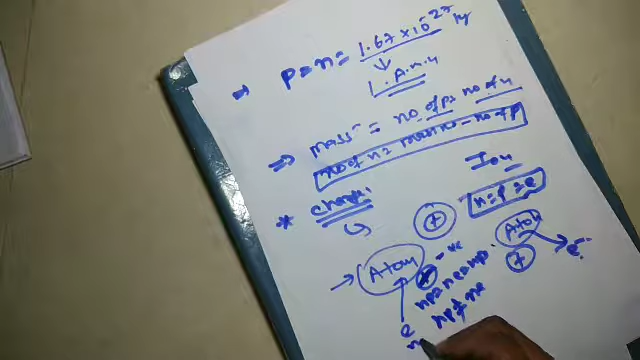 ⇒ P = n = 1.67 × 10⁻²⁷ kg
↓
1 A.m.u
⇒ mass = no of p + no of n
no of n = mass no - no of p
Ion
* charge:
n = p = e
+
→ Atom
Atom
+ e⁻
e